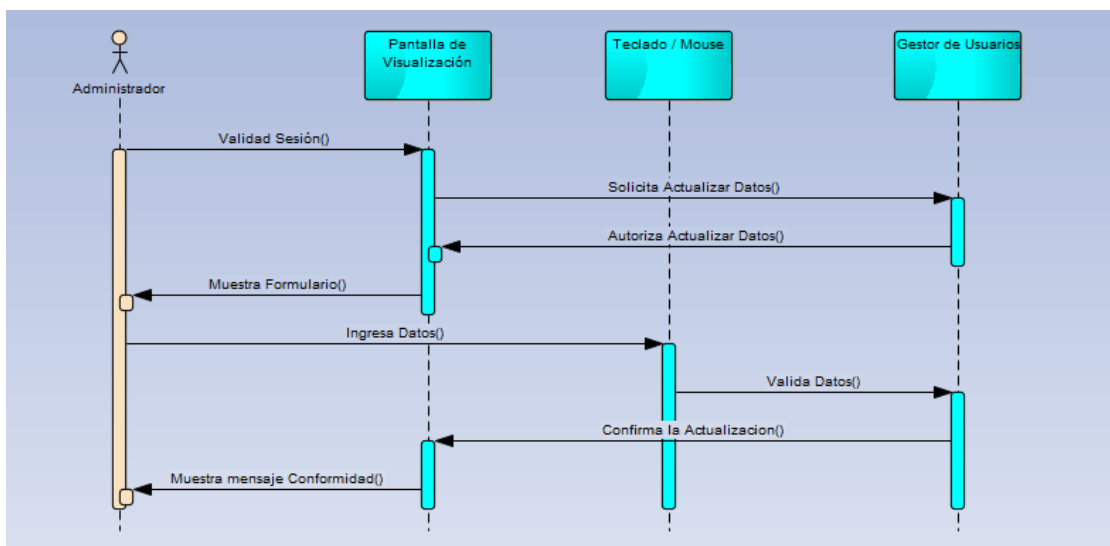 Administrador
Pantalla de
Visualización
Teclado / Mouse
Gestor de Usuarios
Validad Sesión()
Solicita Actualizar Datos()
Autoriza Actualizar Datos()
Muestra Formulario()
Ingresa Datos()
Valida Datos()
Confirma la Actualizacion()
Muestra mensaje Conformidad()